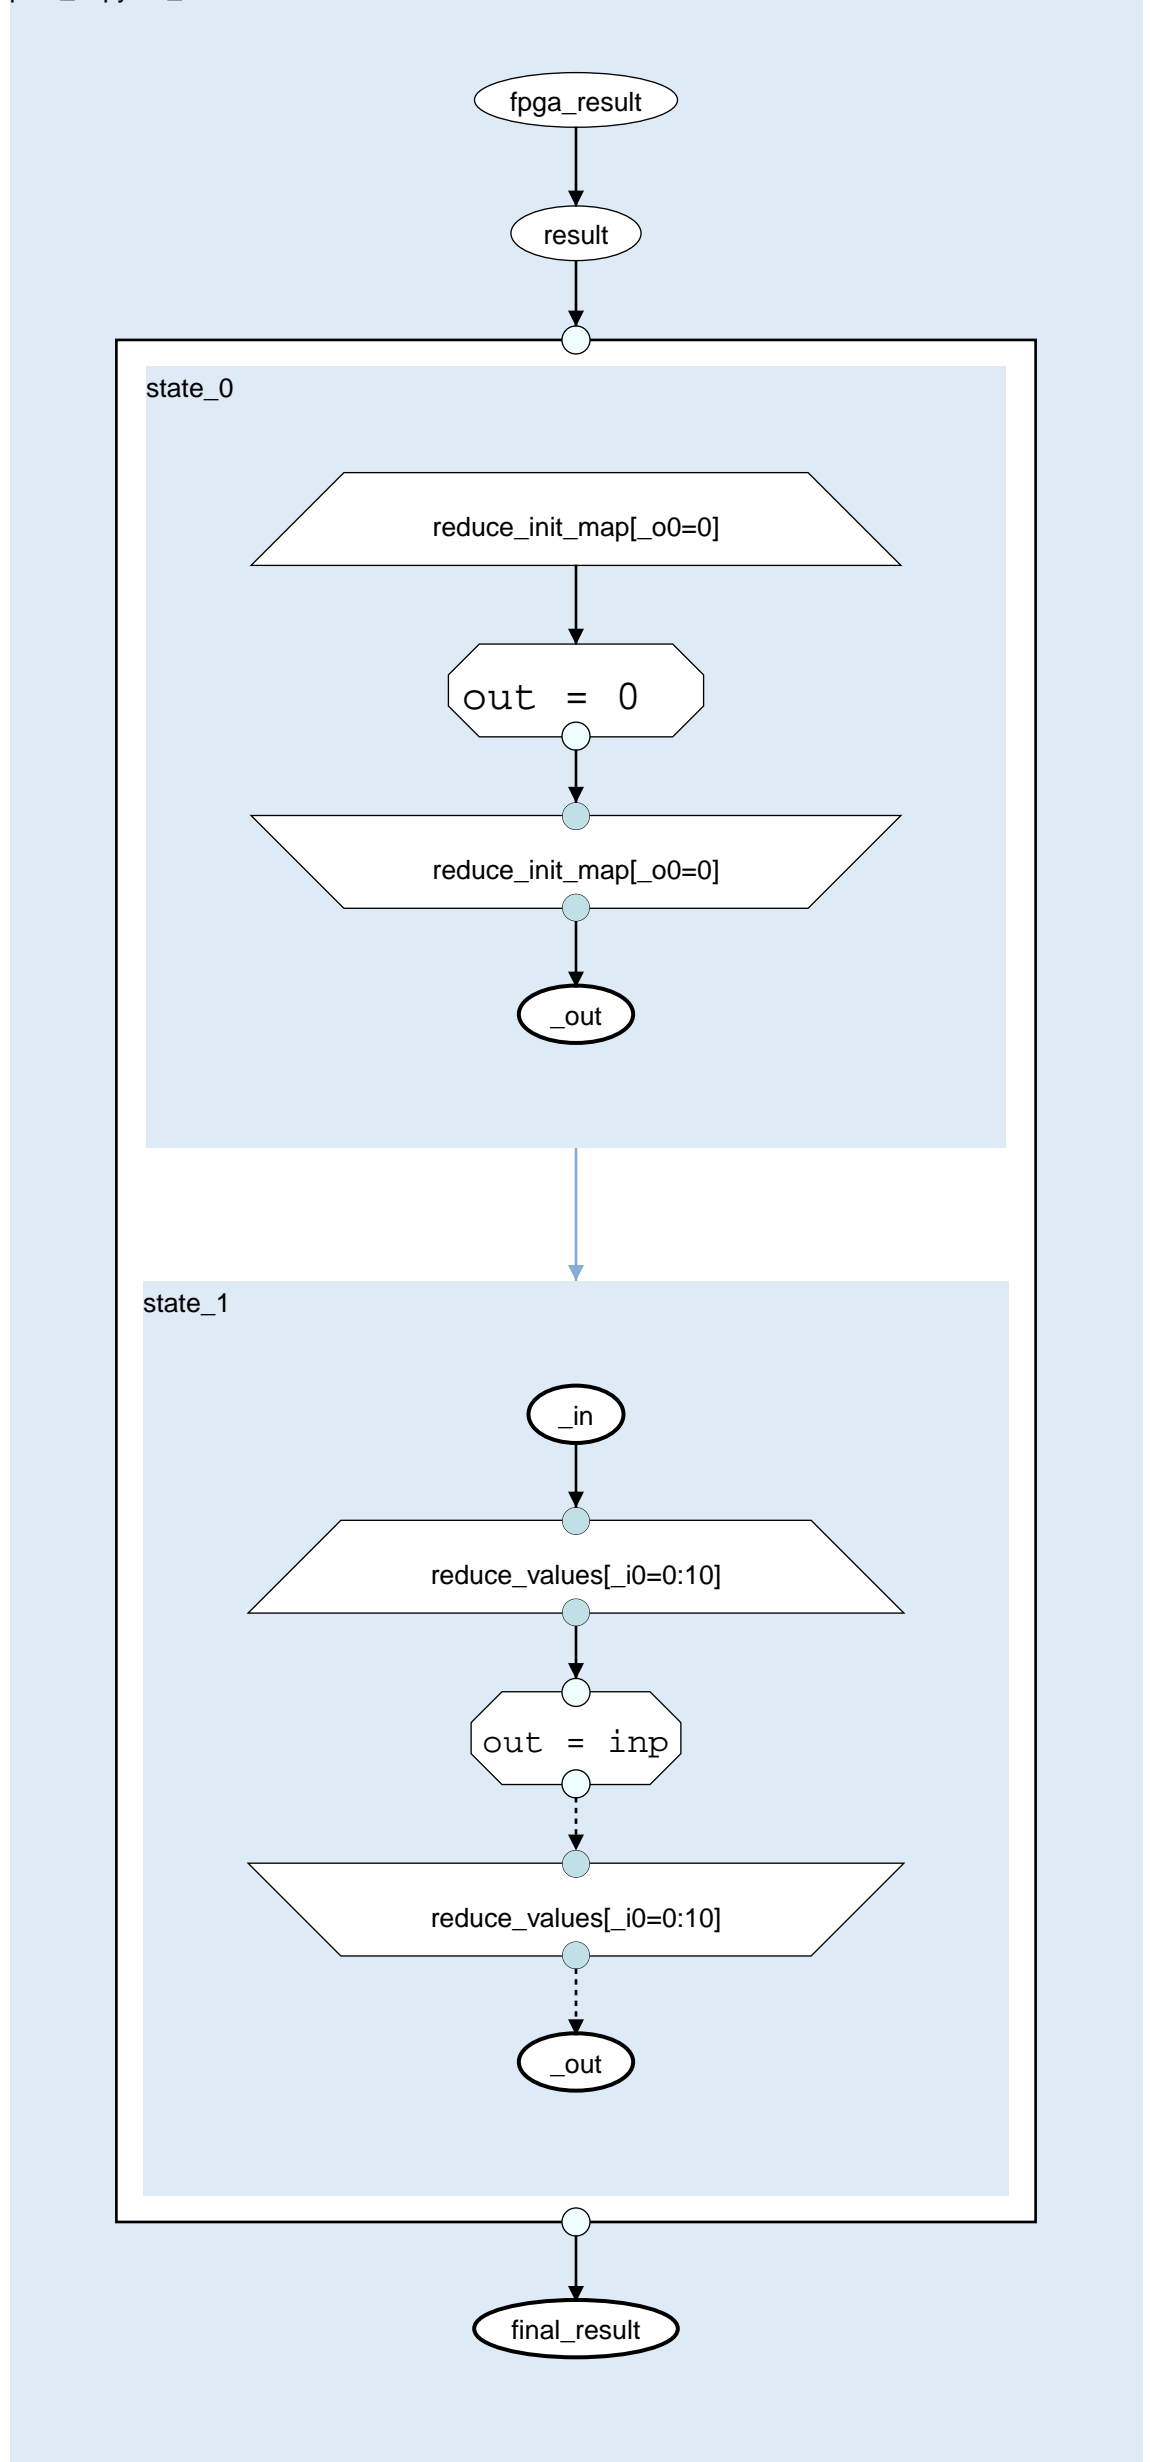 fpga_result
result
state_0
reduce_init_map[_o0=0]
out = 0
reduce_init_map[_o0=0]
_out
state_1
_in
reduce_values[_i0=0:10]
out = inp
reduce_values[_i0=0:10]
_out
final_result